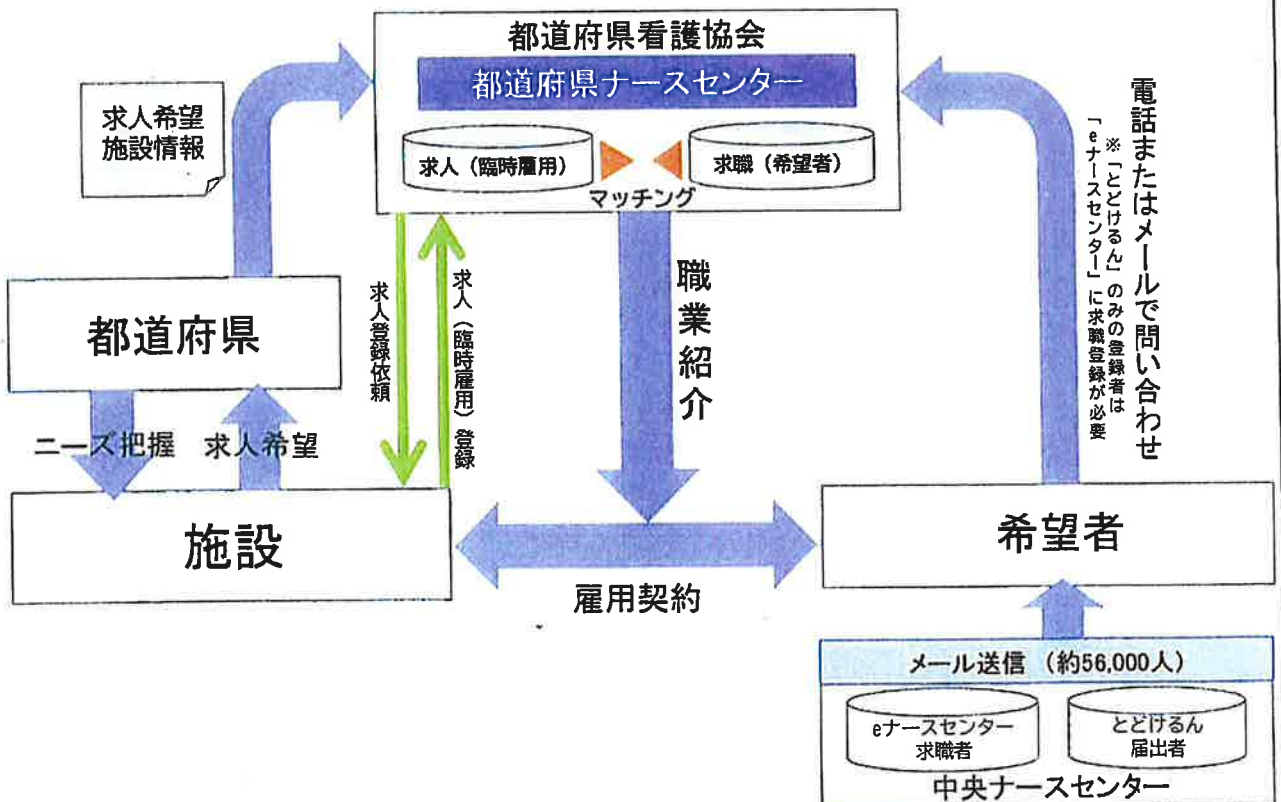 都道府県看護協会
都道府県ナースセンター
求人（臨時雇用）
求職（希望者）
マッチング
求人希望
施設情報
都道府県
ニーズ把握
求人希望
施設
求人登録依頼
求人（臨時雇用）登録
職業紹介
雇用契約
電話またはメールで問い合わせ
※「とどけるん」のみの登録者は
「eナースセンター」に求職登録が必要
希望者
メール送信 （約56,000人）
eナースセンター
求職者
とどけるん
届出者
中央ナースセンター